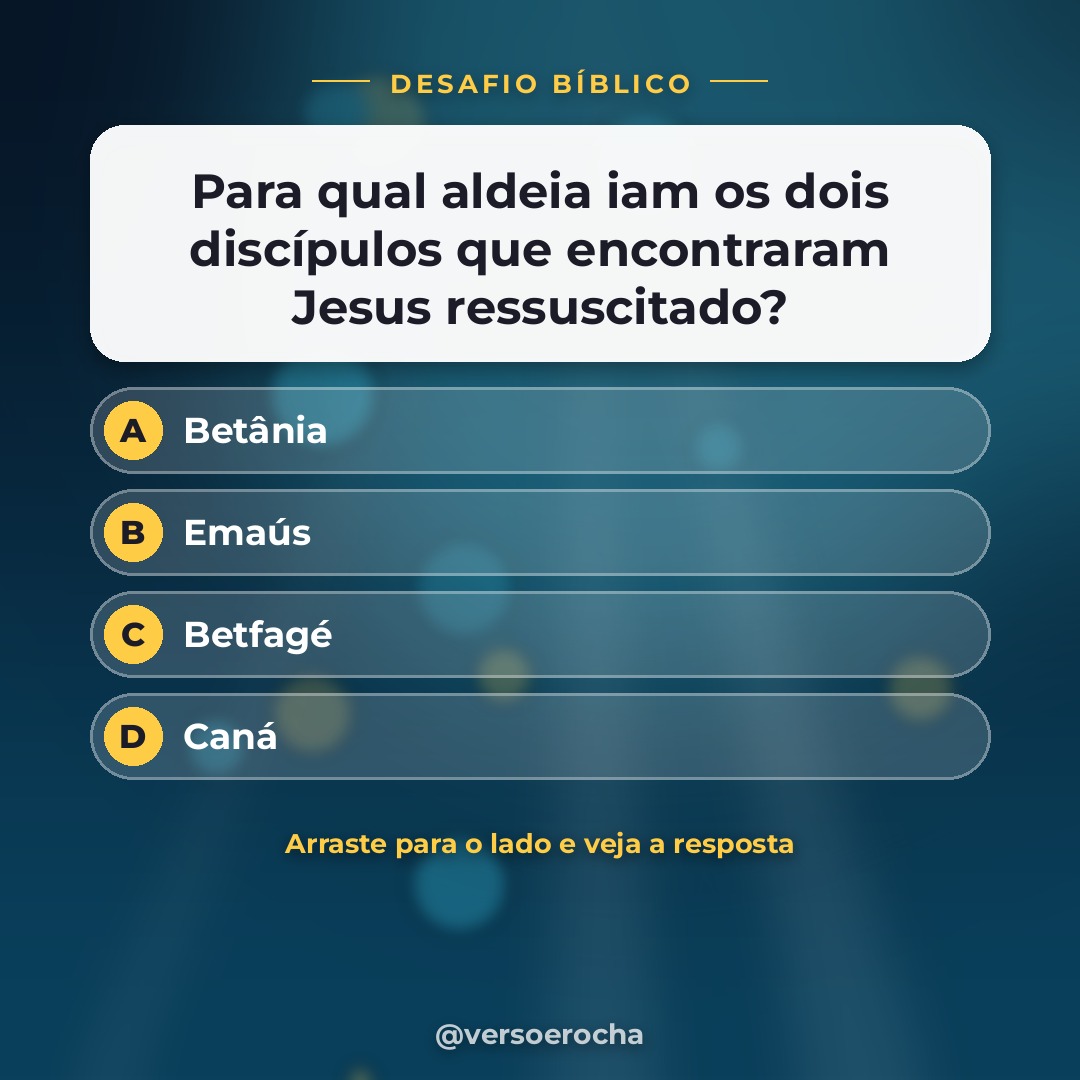 DESAFIO BÍBLICO
Para qual aldeia iam os dois
discípulos que encontraram
Jesus ressuscitado?
A Betânia
B Emaús
C Betfagé
D Caná
Arraste para o lado e veja a resposta
@versoerocha